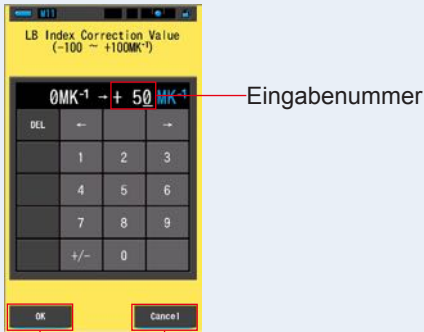 M11
LB Index Correction Value
(-100 ~ +100MK⁻¹)
0MK⁻¹ → + 50 MK⁻¹
Eingabenummer
DEL ← →
1 2 3
4 5 6
7 8 9
+/- 0
OK Cancel